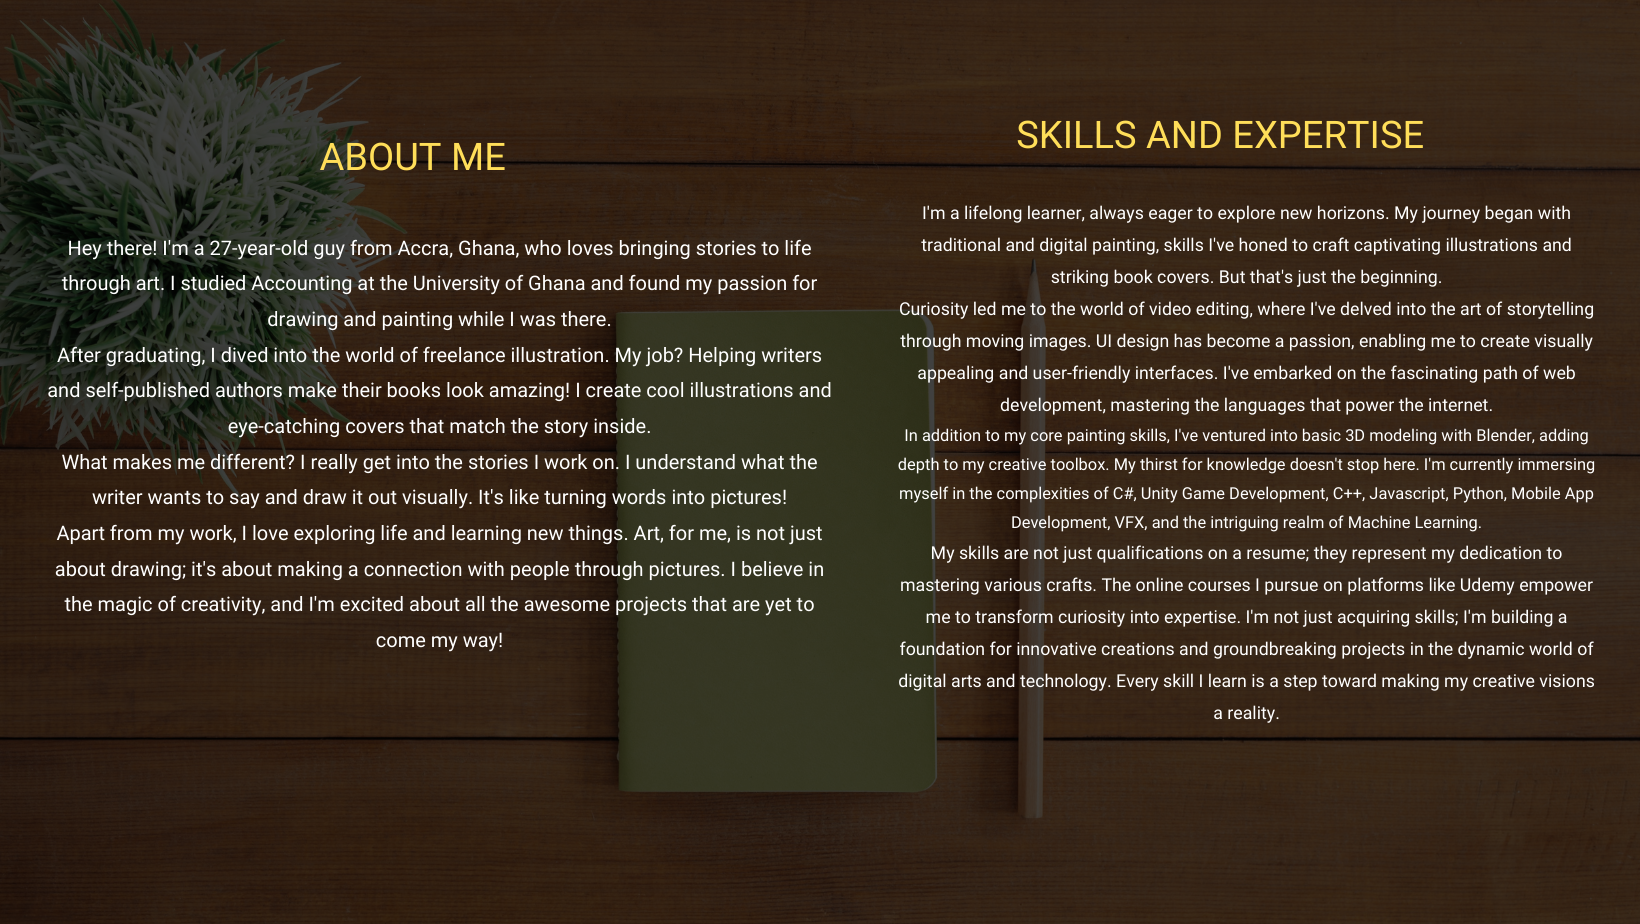 ABOUT ME
Hey there! I'm a 27-year-old guy from Accra, Ghana, who loves bringing stories to life
through art. I studied Accounting at the University of Ghana and found my passion for
drawing and painting while I was there.
After graduating, I dived into the world of freelance illustration. My job? Helping writers
and self-published authors make their books look amazing! I create cool illustrations and
eye-catching covers that match the story inside.
What makes me different? I really get into the stories I work on. I understand what the
writer wants to say and draw it out visually. It's like turning words into pictures!
Apart from my work, I love exploring life and learning new things. Art, for me, is not just
about drawing; it's about making a connection with people through pictures. I believe in
the magic of creativity, and I'm excited about all the awesome projects that are yet to
come my way!
SKILLS AND EXPERTISE
I'm a lifelong learner, always eager to explore new horizons. My journey began with
traditional and digital painting, skills I've honed to craft captivating illustrations and
striking book covers. But that's just the beginning.
Curiosity led me to the world of video editing, where I've delved into the art of storytelling
through moving images. UI design has become a passion, enabling me to create visually
appealing and user-friendly interfaces. I've embarked on the fascinating path of web
development, mastering the languages that power the internet.
In addition to my core painting skills, I've ventured into basic 3D modeling with Blender, adding
depth to my creative toolbox. My thirst for knowledge doesn't stop here. I'm currently immersing
myself in the complexities of C#, Unity Game Development, C++, Javascript, Python, Mobile App
Development, VFX, and the intriguing realm of Machine Learning.
My skills are not just qualifications on a resume; they represent my dedication to
mastering various crafts. The online courses I pursue on platforms like Udemy empower
me to transform curiosity into expertise. I'm not just acquiring skills; I'm building a
foundation for innovative creations and groundbreaking projects in the dynamic world of
digital arts and technology. Every skill I learn is a step toward making my creative visions
a reality.